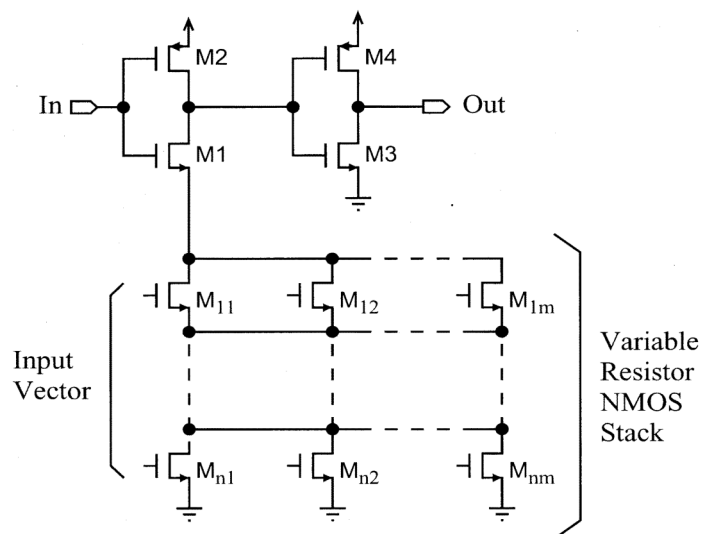 M2
M4
In
Out
M1
M3
M11
M12
M1m
Input
Vector
Variable
Resistor
NMOS
Stack
Mn1
Mn2
Mnm